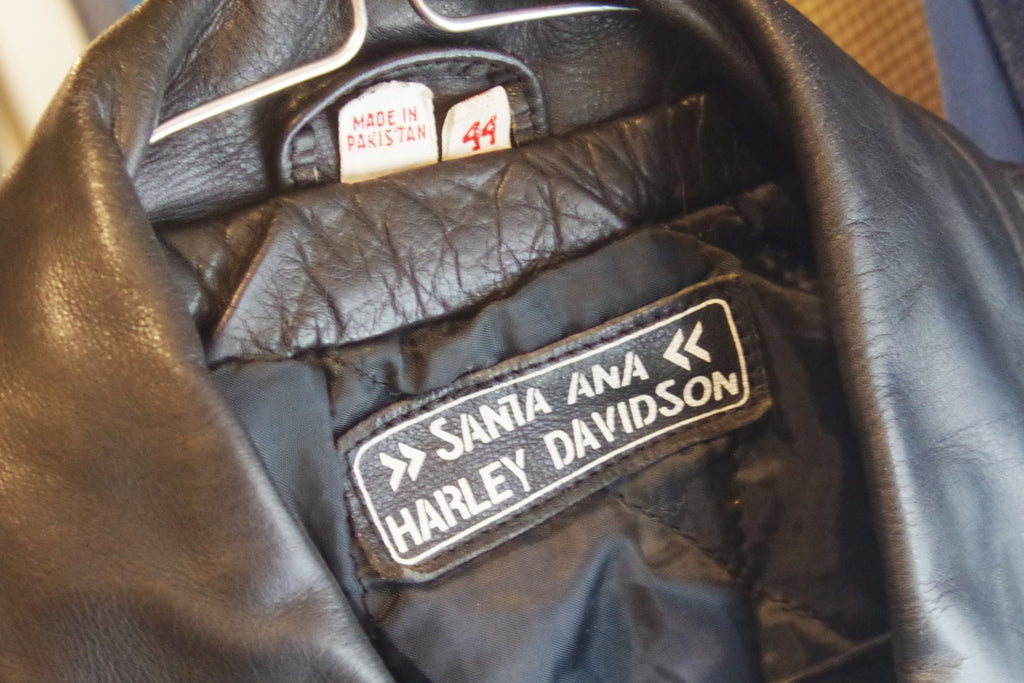 MADE IN
PAKISTAN
44
>> SANTA ANA <<
HARLEY DAVIDSON